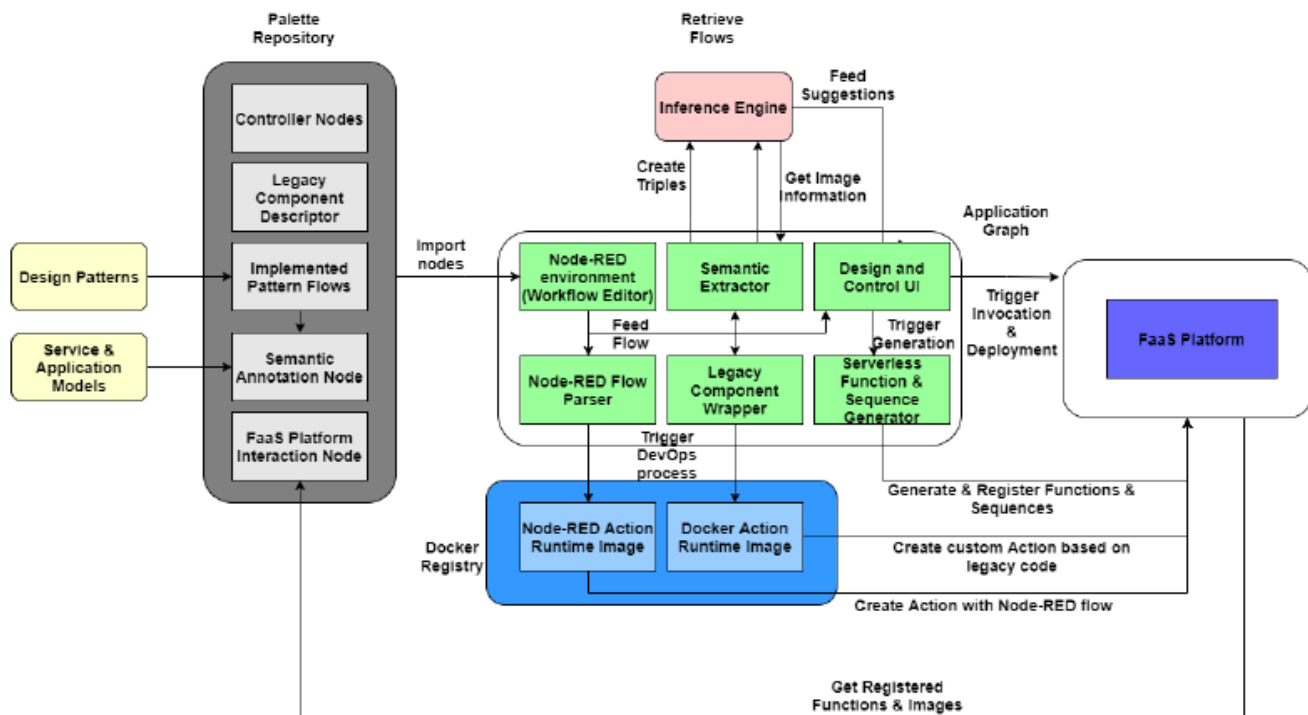 Palette
Repository
Retrieve
Flows
Controller Nodes
Legacy
Component
Descriptor
Implemented
Pattern Flows
Semantic
Annotation Node
FaaS Platform
Interaction Node
Design Patterns
Service &
Application
Models
Import
nodes
Inference Engine
Feed
Suggestions
Create
Triples
Get Image
Information
Application
Graph
Node-RED
environment
(Workflow Editor)
Semantic
Extractor
Design and
Control UI
Feed
Flow
Trigger
Generation
Trigger
Invocation
&
Deployment
FaaS Platform
Node-RED Flow
Parser
Legacy
Component
Wrapper
Serverless
Function &
Sequence
Generator
Trigger
DevOps
process
Generate & Register Functions &
Sequences
Docker
Registry
Node-RED Action
Runtime Image
Docker Action
Runtime Image
Create custom Action based on
legacy code
Create Action with Node-RED flow
Get Registered
Functions & Images